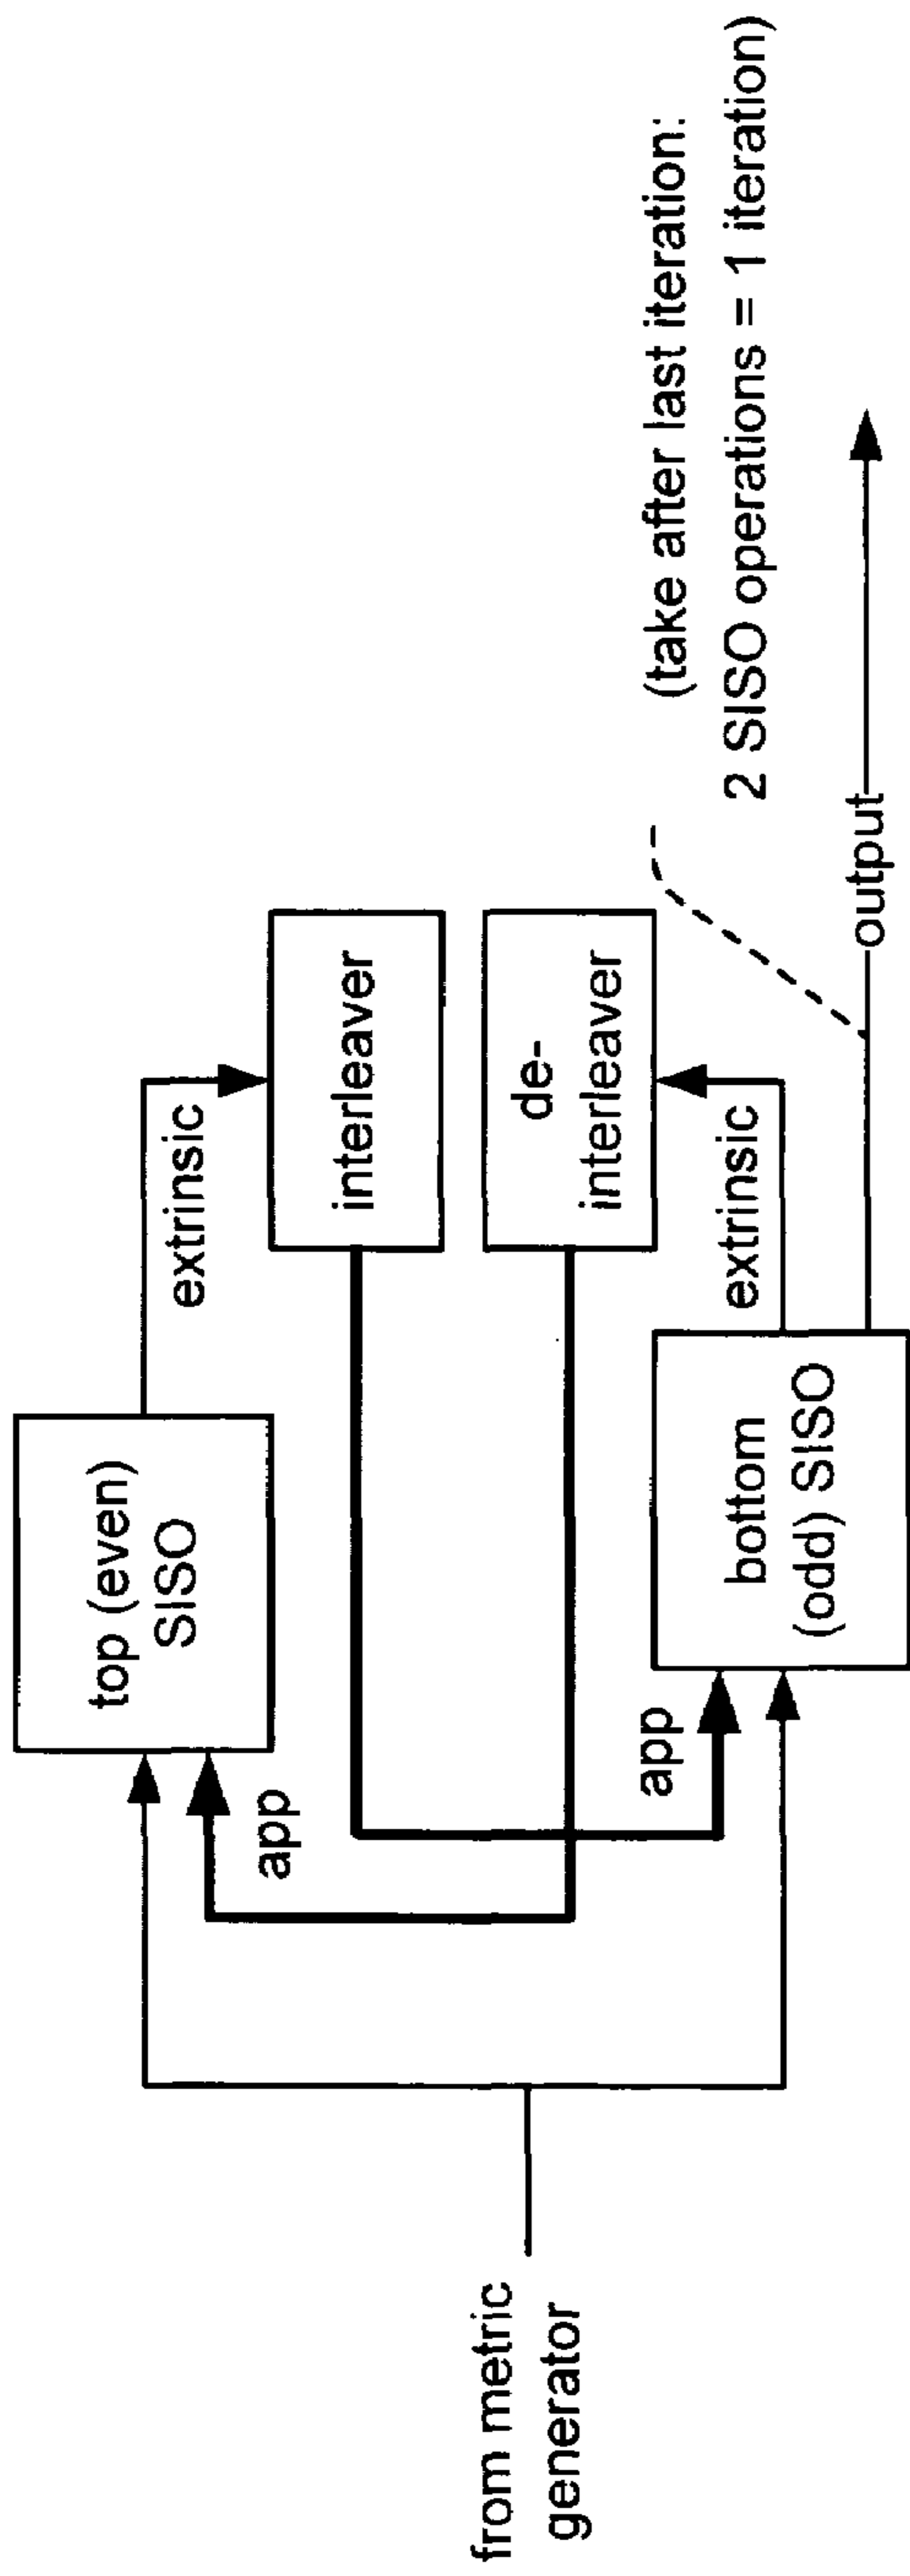 from metric
generator
top (even)
SISO
app
extrinsic
interleaver
de-
interleaver
app
bottom
(odd) SISO
extrinsic
output
(take after last iteration:
2 SISO operations = 1 iteration)